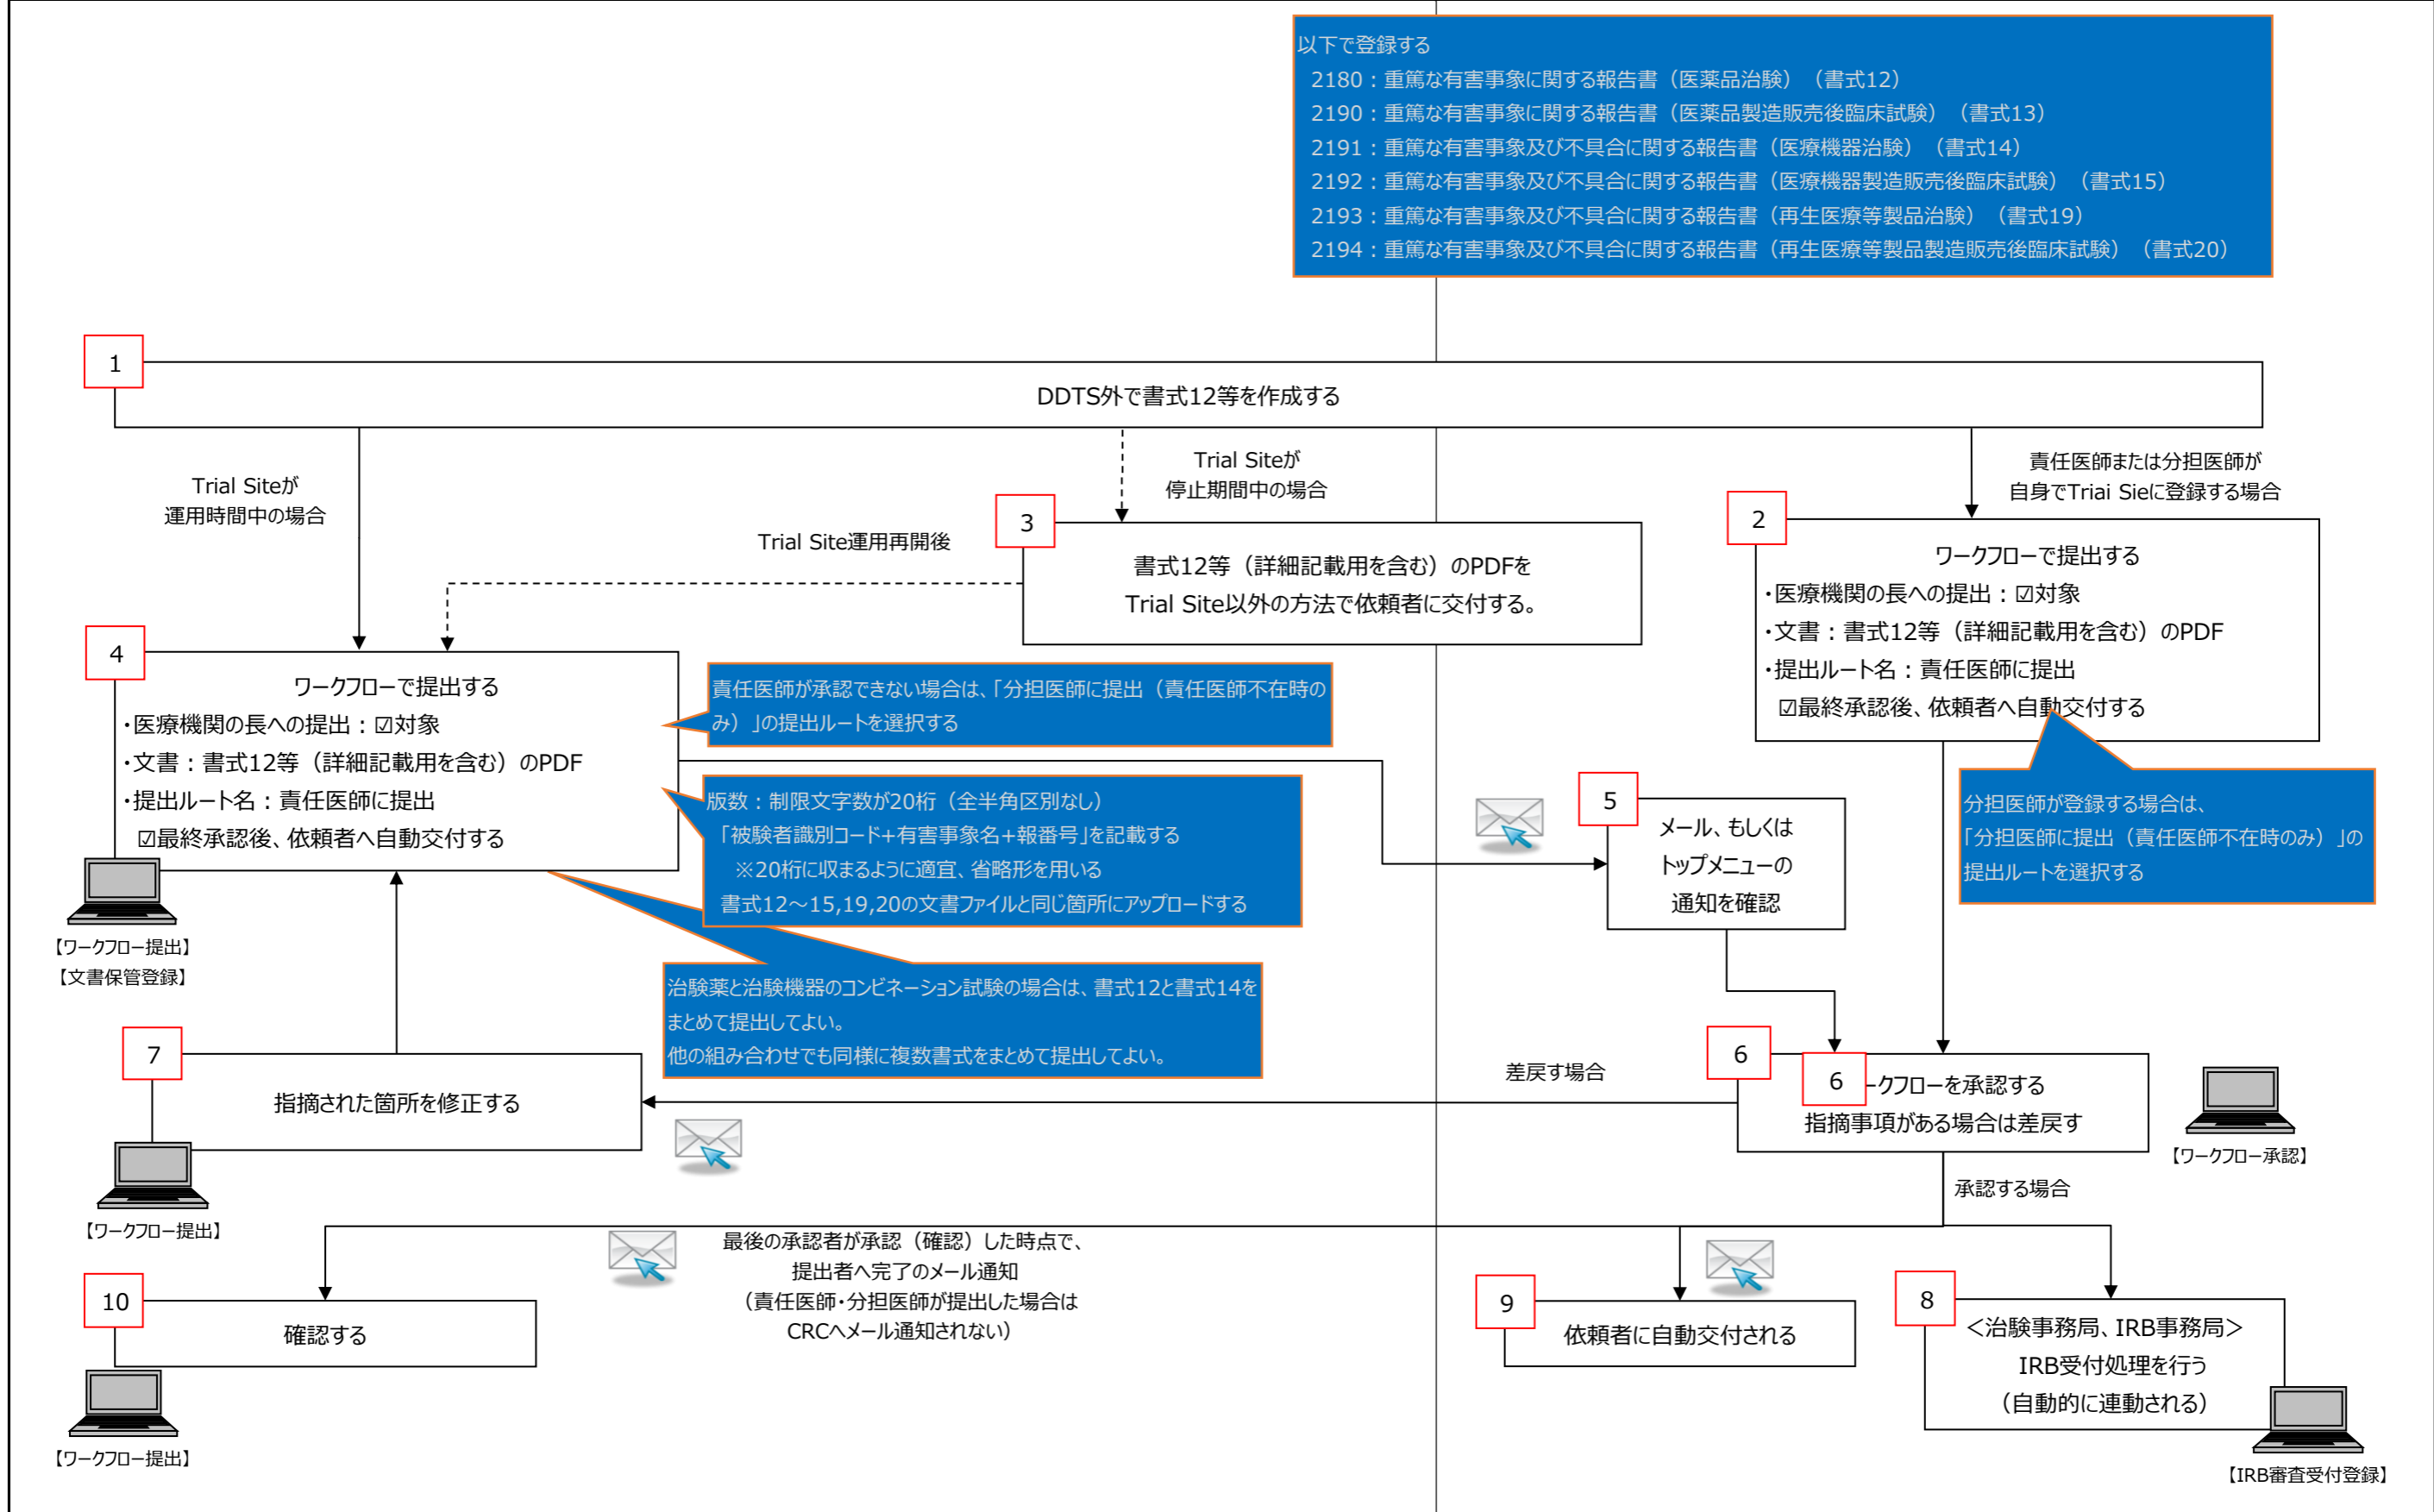 以下で登録する
2180：重篤な有害事象に関する報告書（医薬品治験）（書式12）
2190：重篤な有害事象に関する報告書（医薬品製造販売後臨床試験）（書式13）
2191：重篤な有害事象及び不具合に関する報告書（医療機器治験）（書式14）
2192：重篤な有害事象及び不具合に関する報告書（医療機器製造販売後臨床試験）（書式15）
2193：重篤な有害事象及び不具合に関する報告書（再生医療等製品治験）（書式19）
2194：重篤な有害事象及び不具合に関する報告書（再生医療等製品製造販売後臨床試験）（書式20）
1
DDTS外で書式12等を作成する
Trial Siteが
運用時間中の場合
Trial Siteが
停止期間中の場合
責任医師または分担医師が
自身でTriai Sieに登録する場合
Trial Site運用再開後
3
書式12等（詳細記載用を含む）のPDFを
Trial Site以外の方法で依頼者に交付する。
2
ワークフローで提出する
・医療機関の長への提出：☑対象
・文書：書式12等（詳細記載用を含む）のPDF
・提出ルート名：責任医師に提出
☑最終承認後、依頼者へ自動交付する
4
ワークフローで提出する
・医療機関の長への提出：☑対象
・文書：書式12等（詳細記載用を含む）のPDF
・提出ルート名：責任医師に提出
☑最終承認後、依頼者へ自動交付する
【ワークフロー提出】
【文書保管登録】
責任医師が承認できない場合は、「分担医師に提出（責任医師不在時の
み）」の提出ルートを選択する
版数：制限文字数が20桁（全半角区別なし）
「被験者識別コード+有害事象名+報番号」を記載する
※20桁に収まるように適宜、省略形を用いる
書式12～15,19,20の文書ファイルと同じ箇所にアップロードする
治験薬と治験機器のコンビネーション試験の場合は、書式12と書式14を
まとめて提出してよい。
他の組み合わせでも同様に複数書式をまとめて提出してよい。
5
メール、もしくは
トップメニューの
通知を確認
分担医師が登録する場合は、
「分担医師に提出（責任医師不在時のみ）」の
提出ルートを選択する
7
指摘された箇所を修正する
【ワークフロー提出】
差戻す場合
6
6
ークフローを承認する
指摘事項がある場合は差戻す
【ワークフロー承認】
承認する場合
最後の承認者が承認（確認）した時点で、
提出者へ完了のメール通知
（責任医師・分担医師が提出した場合は
CRCへメール通知されない）
10
確認する
【ワークフロー提出】
9
依頼者に自動交付される
8
＜治験事務局、IRB事務局＞
IRB受付処理を行う
（自動的に連動される）
【IRB審査受付登録】